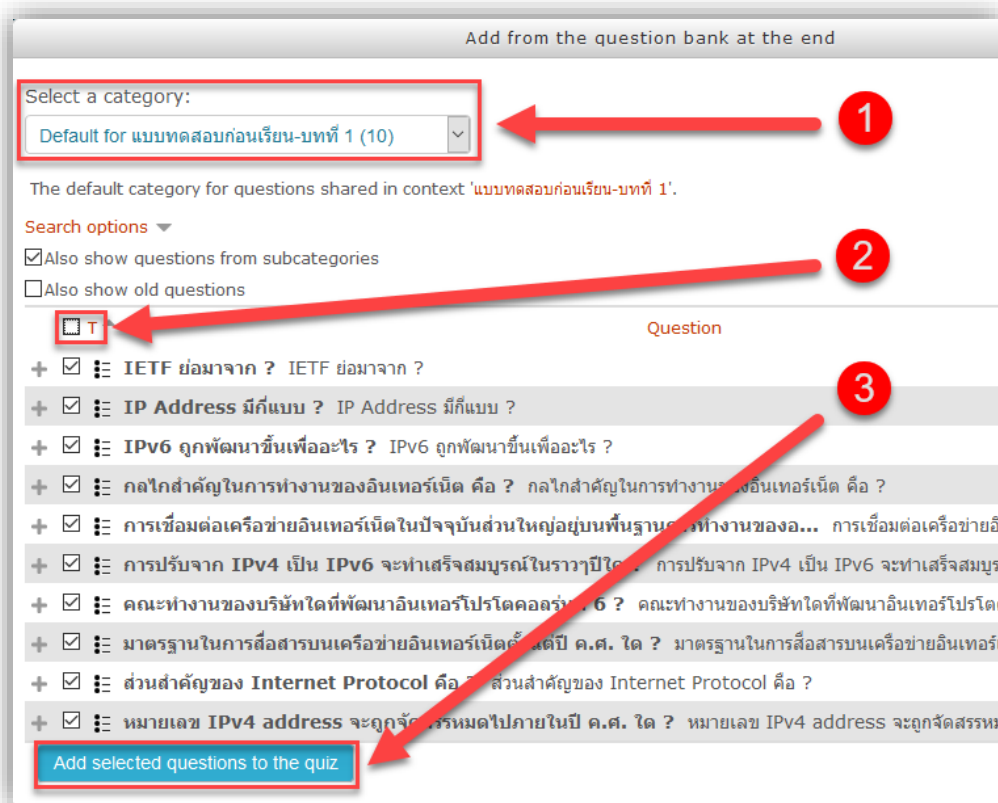 Add from the question bank at the end
Select a category:
Default for แบบทดสอบก่อนเรียน-บทที่ 1 (10)
1
The default category for questions shared in context 'แบบทดสอบก่อนเรียน-บทที่ 1'.
Search options
Also show questions from subcategories
2
Also show old questions
T Question
IETF ย่อมาจาก ? IETF ย่อมาจาก ?
3
IP Address มีกี่แบบ ? IP Address มีกี่แบบ ?
IPv6 ถูกพัฒนาขึ้นเพื่ออะไร ? IPv6 ถูกพัฒนาขึ้นเพื่ออะไร ?
กลไกสำคัญในการทำงานของอินเทอร์เน็ต คือ ? กลไกสำคัญในการทำงานของอินเทอร์เน็ต คือ ?
การเชื่อมต่อเครือข่ายอินเทอร์เน็ตในปัจจุบันส่วนใหญ่อยู่บนพื้นฐานการทำงานของอ... การเชื่อมต่อเครือข่าย
การปรับจาก IPv4 เป็น IPv6 จะทำเสร็จสมบูรณ์ในราวๆปีใด การปรับจาก IPv4 เป็น IPv6 จะทำเสร็จ
คณะทำงานของบริษัทใดที่พัฒนาอินเทอร์โปรโตคอลรุ่น 6 ? คณะทำงานของบริษัทใดที่พัฒนาอินเทอร์
มาตรฐานในการสื่อสารบนเครือข่ายอินเทอร์เน็ตตั้งแต่ปี ค.ศ. ใด ? มาตรฐานในการสื่อสารบนเครือข่าย
ส่วนสำคัญของ Internet Protocol คือ ? ส่วนสำคัญของ Internet Protocol คือ ?
หมายเลข IPv4 address จะถูกจัดสรรหมดไปภายในปี ค.ศ. ใด ? หมายเลข IPv4 address จะถูกจัดสรร
Add selected questions to the quiz